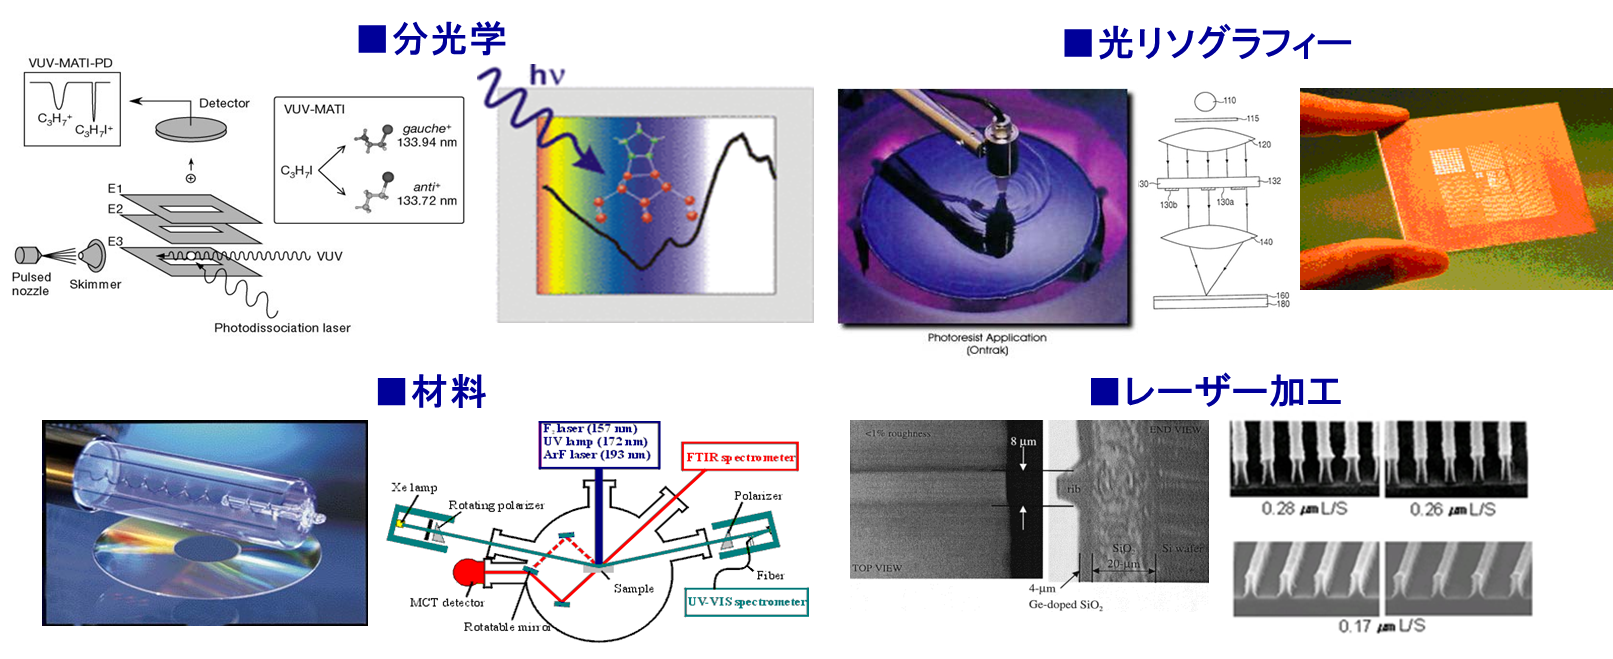 ■分光学
VUV-MATI-PD
C₃H₇⁺
C₃H₇I⁺
Detector
VUV-MATI
C₃H₇I
gauche⁺
133.94 nm
anti⁺
133.72 nm
E1
E2
E3
VUV
Pulsed
nozzle
Skimmer
Photodissociation laser
hν
■光リソグラフィー
Photoresist Application
(Ontrak)
110
115
120
130
132
130b
130a
140
160
180
■材料
F₂ laser (157 nm)
UV lamp (172 nm)
ArF laser (193 nm)
FTIR spectrometer
Xe lamp
Rotating polarizer
Polarizer
Sample
Fiber
MCT detector
UV-VIS spectrometer
Rotatable mirror
■レーザー加工
<1% roughness
END VIEW
8 μm
rib
SiO₂
Si wafer
20-μm
TOP VIEW
4-μm
Ge-doped SiO₂
0.28 μm L/S
0.26 μm L/S
0.17 μm L/S